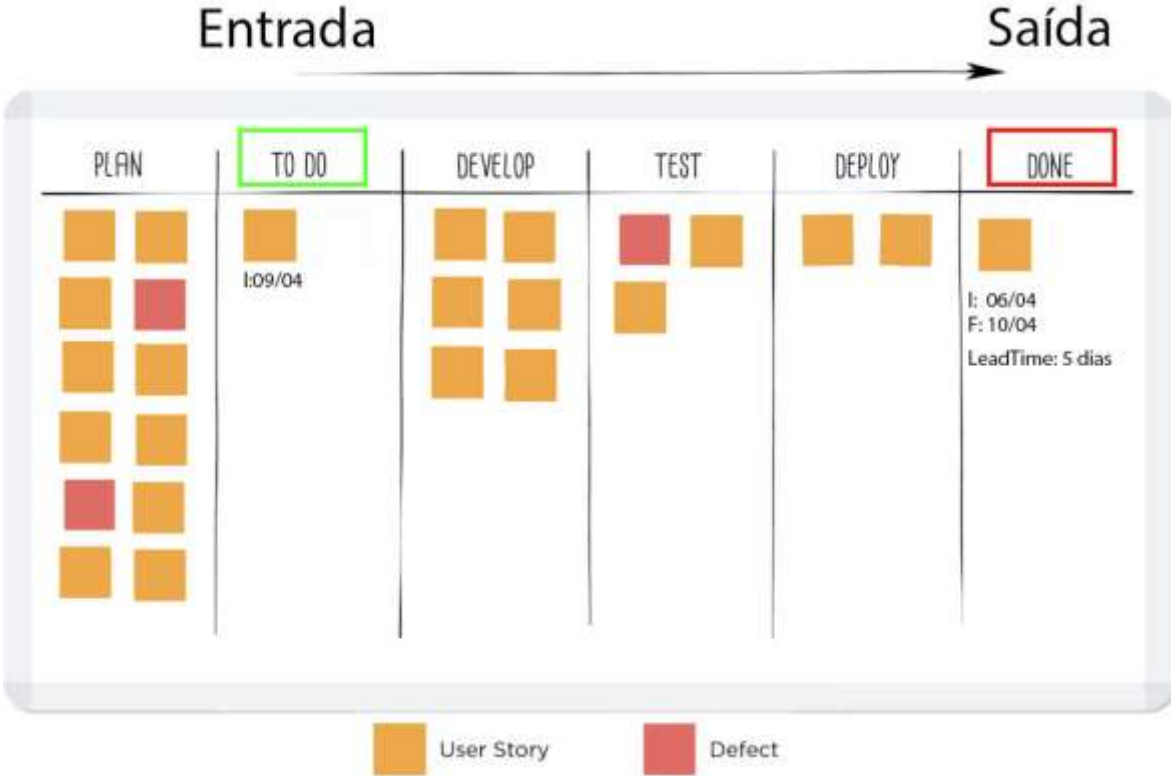 Entrada
Saída
PLAN
TO DO
DEVELOP
TEST
DEPLOY
DONE
I:09/04
I: 06/04
F: 10/04
LeadTime: 5 dias
User Story
Defect